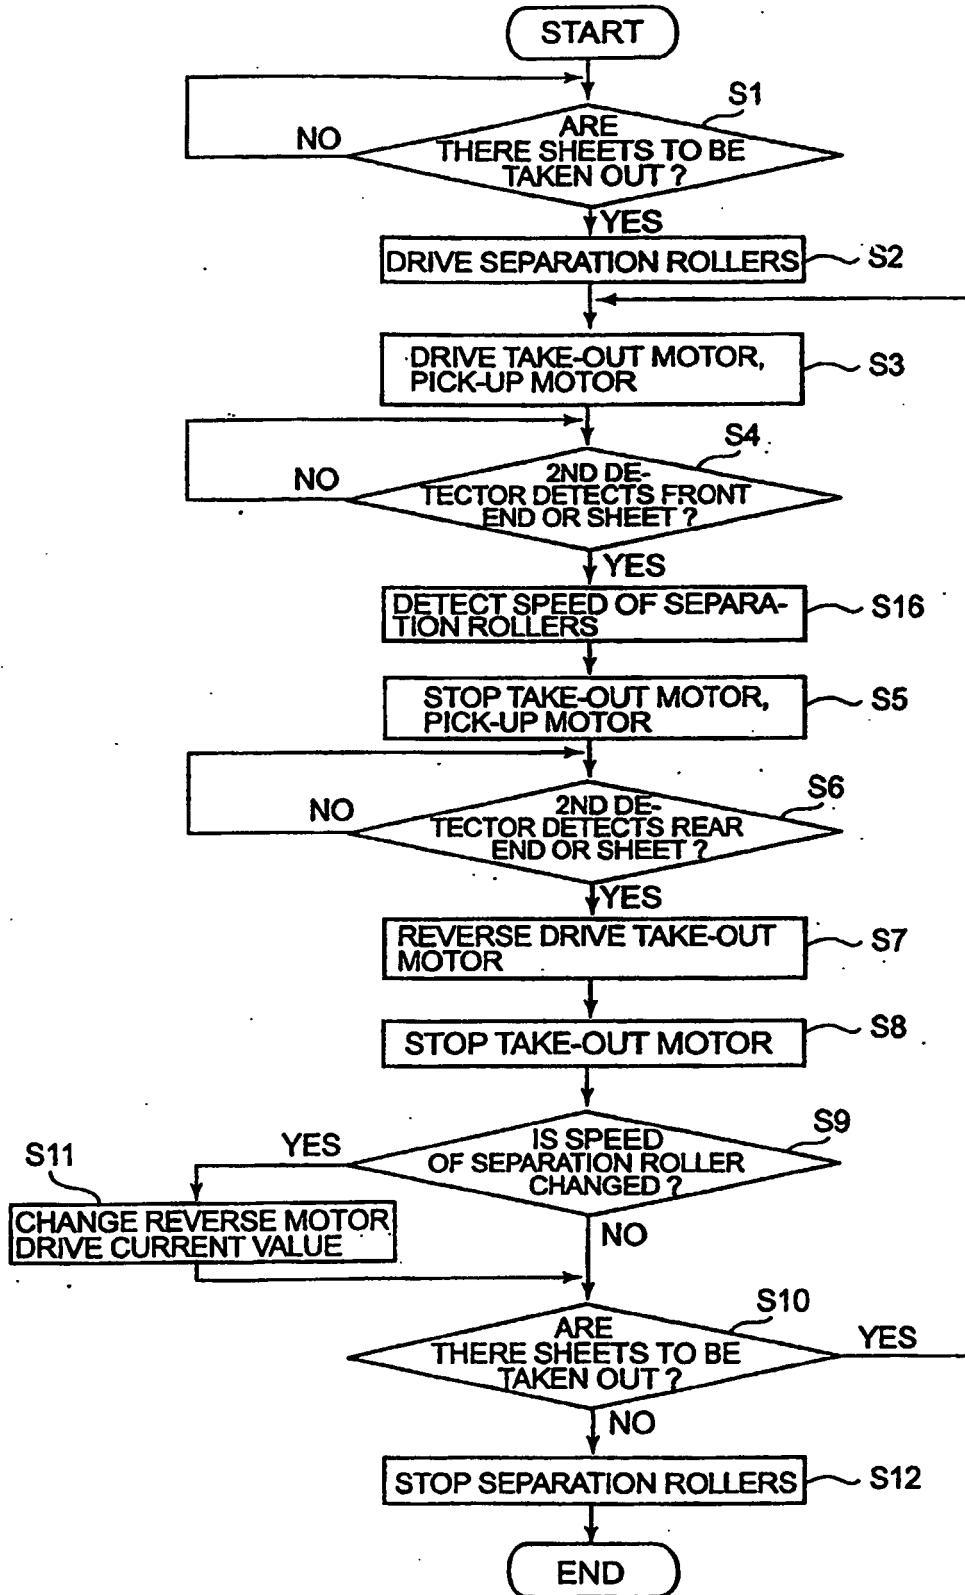 START
S1
ARE
THERE SHEETS TO BE
TAKEN OUT ?
NO
YES
DRIVE SEPARATION ROLLERS
S2
DRIVE TAKE-OUT MOTOR,
PICK-UP MOTOR
S3
S4
2ND DE-
TECTOR DETECTS FRONT
END OR SHEET ?
NO
YES
DETECT SPEED OF SEPARA-
TION ROLLERS
S16
STOP TAKE-OUT MOTOR,
PICK-UP MOTOR
S5
S6
2ND DE-
TECTOR DETECTS REAR
END OR SHEET ?
NO
YES
REVERSE DRIVE TAKE-OUT
MOTOR
S7
STOP TAKE-OUT MOTOR
S8
S9
IS SPEED
OF SEPARATION ROLLER
CHANGED ?
YES
S11
CHANGE REVERSE MOTOR
DRIVE CURRENT VALUE
NO
S10
ARE
THERE SHEETS TO BE
TAKEN OUT ?
YES
NO
STOP SEPARATION ROLLERS
S12
END